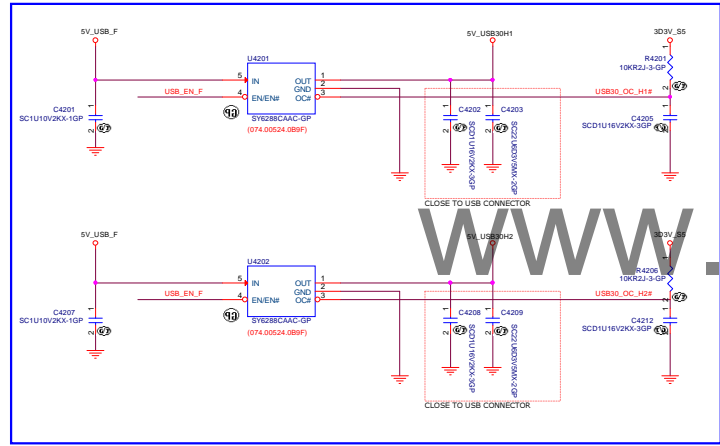 5V_USB_F
5V_USB30H1
3D3V_S5
U4201
R4201
10KR2J-3-GP
5 IN OUT 1
GND 2
USB_EN_F 4 EN/EN# OC# 3
USB30_OC_H1#
C4201
SC1U10V2KX-1GP
1
2
SY6288CAAC-GP
(074.00524.0B9F)
C4202
SCD1U16V2KX-3GP
C4203
SC22U6D3V5MX-2GP
C4205
SCD1U16V2KX-3GP
CLOSE TO USB CONNECTOR
www.
5V_USB_F
5V_USB30H2
3D3V_S5
U4202
R4206
10KR2J-3-GP
5 IN OUT 1
GND 2
USB_EN_F 4 EN/EN# OC# 3
USB30_OC_H2#
C4207
SC1U10V2KX-1GP
1
2
SY6288CAAC-GP
(074.00524.0B9F)
C4208
SCD1U16V2KX-3GP
C4209
SC22U6D3V5MX-2GP
C4212
SCD1U16V2KX-3GP
CLOSE TO USB CONNECTOR